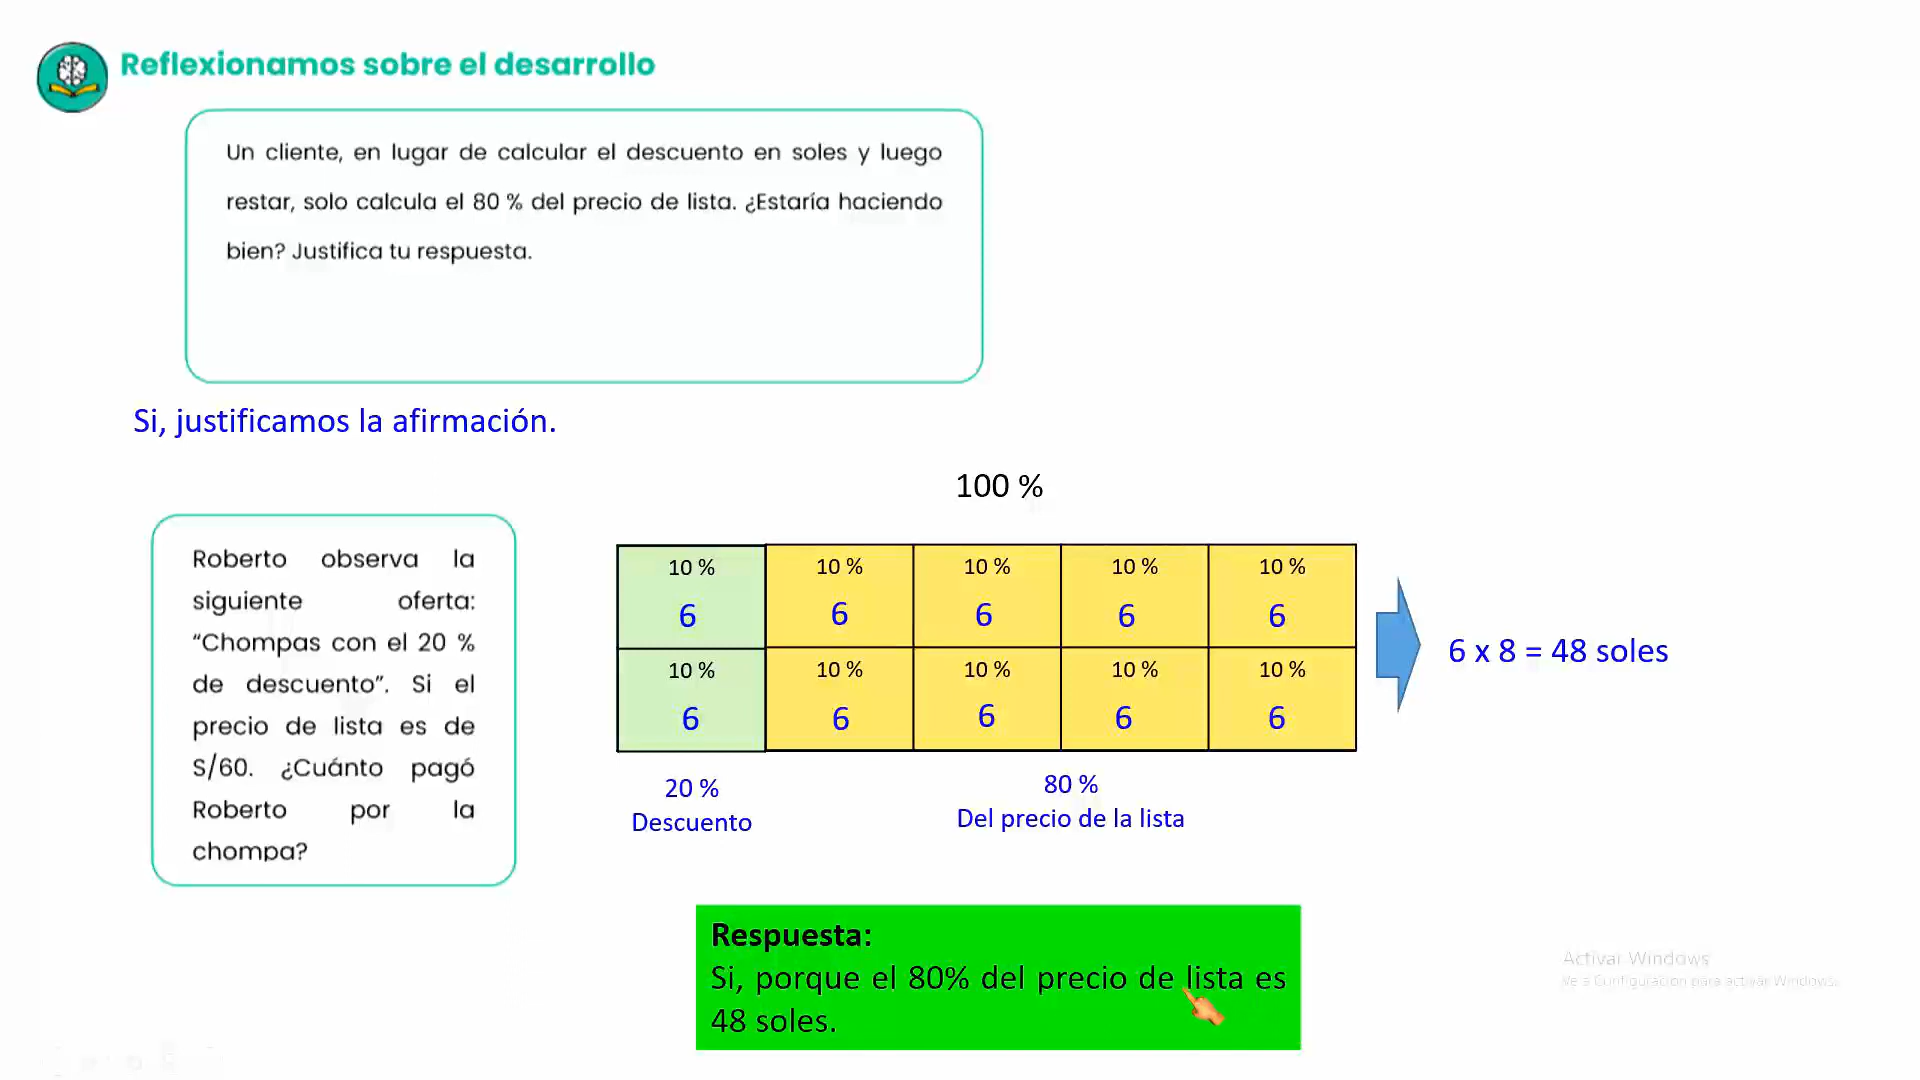 Reflexionamos sobre el desarrollo
Un cliente, en lugar de calcular el descuento en soles y luego
restar, solo calcula el 80 % del precio de lista. ¿Estaría haciendo
bien? Justifica tu respuesta.
Si, justificamos la afirmación.
Roberto observa la
siguiente oferta:
“Chompas con el 20 %
de descuento”. Si el
precio de lista es de
S/60. ¿Cuánto pagó
Roberto por la
chompa?
100 %
10 % 10 % 10 % 10 % 10 %
6 6 6 6 6
10 % 10 % 10 % 10 % 10 %
6 6 6 6 6
20 %
Descuento
80 %
Del precio de la lista
6 x 8 = 48 soles
Respuesta:
Si, porque el 80% del precio de lista es
48 soles.
Activar Windows
Ve a Configuración para activar Windows.